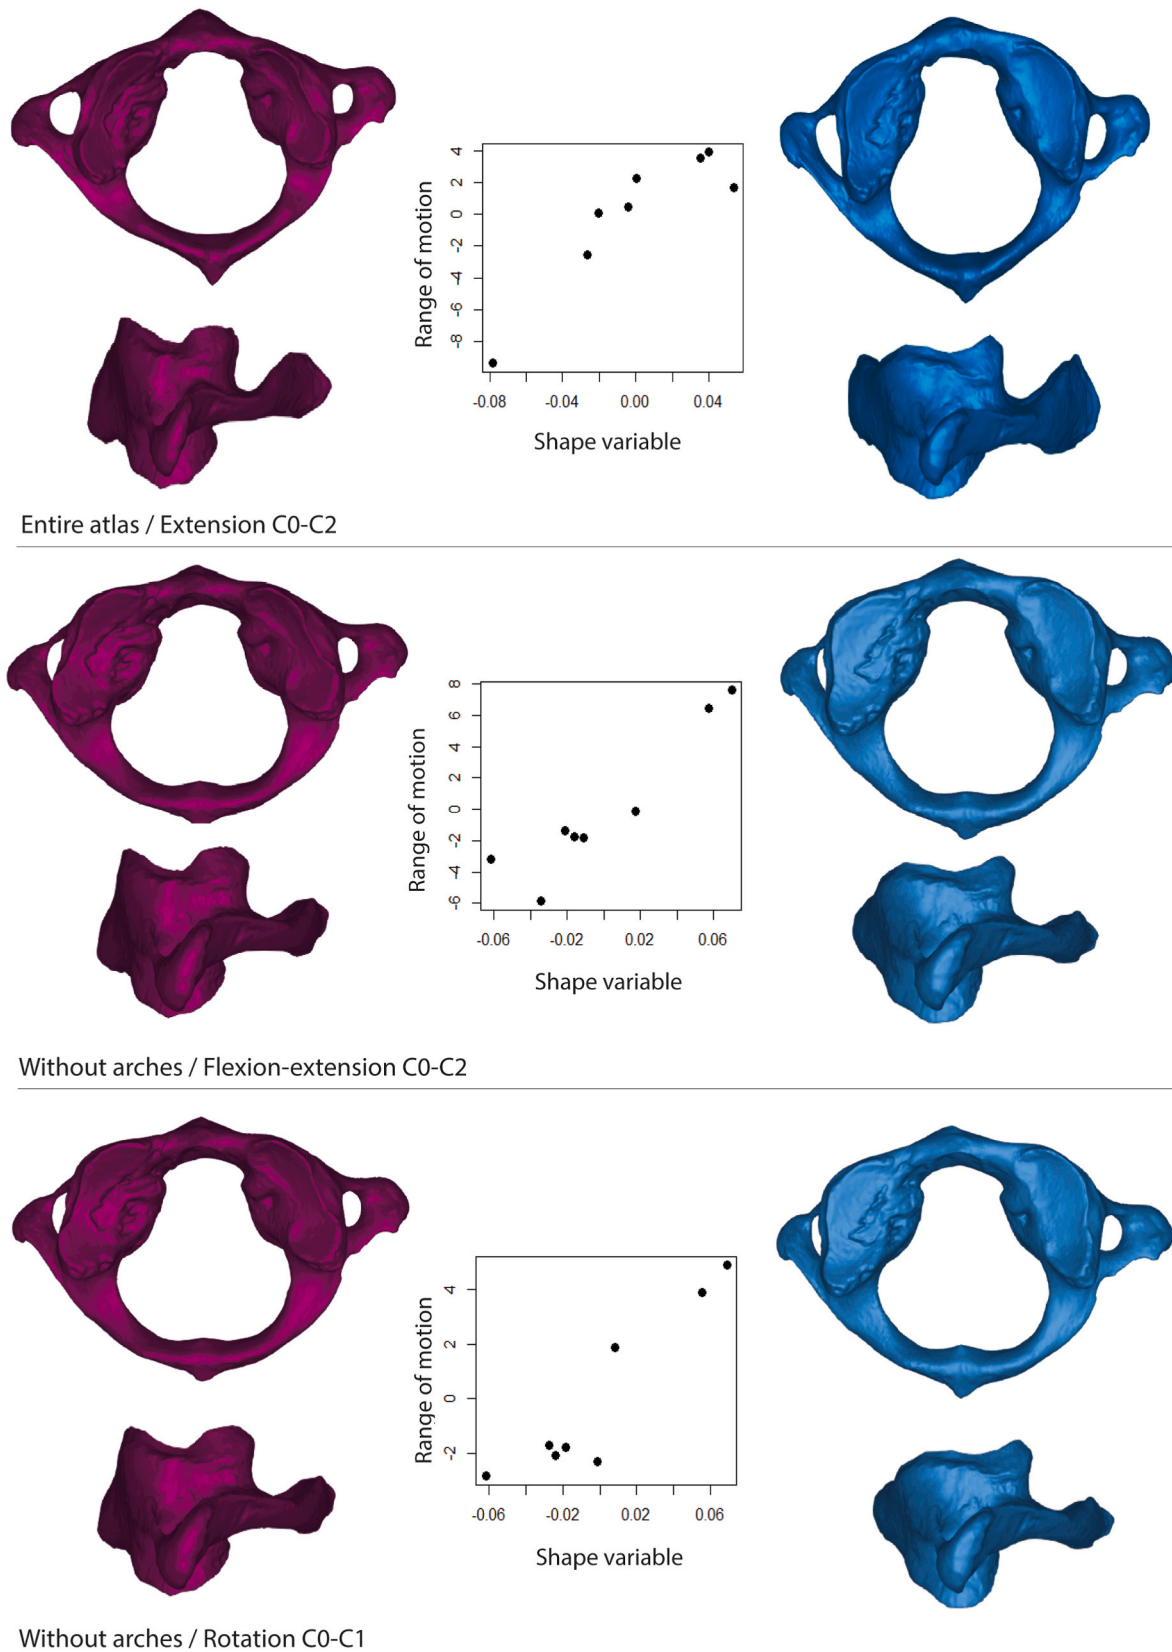 4
2
0
-2
-4
-6
-8
Range of motion
-0.08 -0.04 0.00 0.04
Shape variable
Entire atlas / Extension C0-C2
8
6
4
2
0
-2
-4
-6
Range of motion
-0.06 -0.02 0.02 0.06
Shape variable
Without arches / Flexion-extension C0-C2
4
2
0
-2
Range of motion
-0.06 -0.02 0.02 0.06
Shape variable
Without arches / Rotation C0-C1